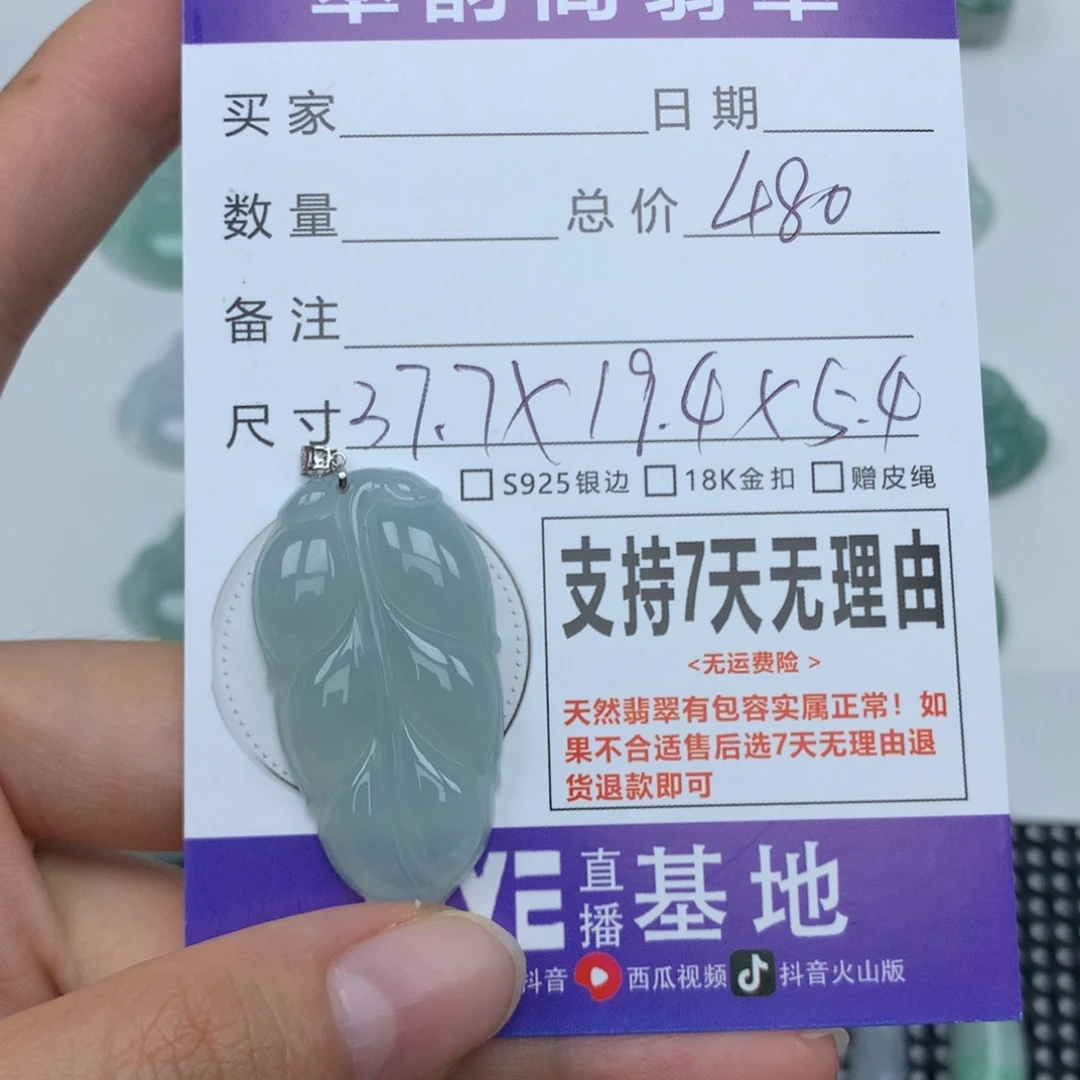 买家 日期
数量 总价 480
备注
尺寸 37.7X19.4X5.4
S925银边 18K金扣 赠皮绳
支持7天无理由
<无运费险 >
天然翡翠有包容实属正常！如
果不合适售后选7天无理由退
货退款即可
VE 直播 基地
抖音 西瓜视频 抖音火山版